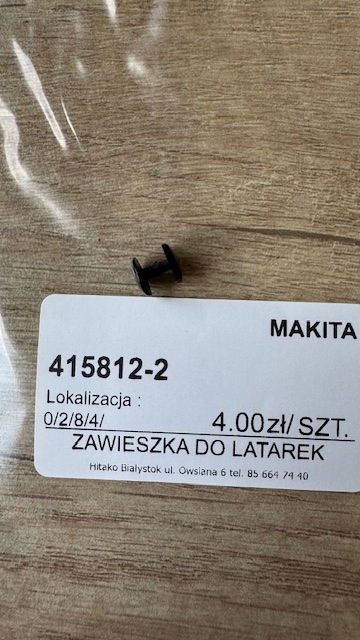 MAKITA
415812-2
Lokalizacja :
0/2/8/4/ 4.00zł/ SZT.
ZAWIESZKA DO LATAREK
Hitako Białystok ul. Owsiana 6 tel. 85 664 74 40